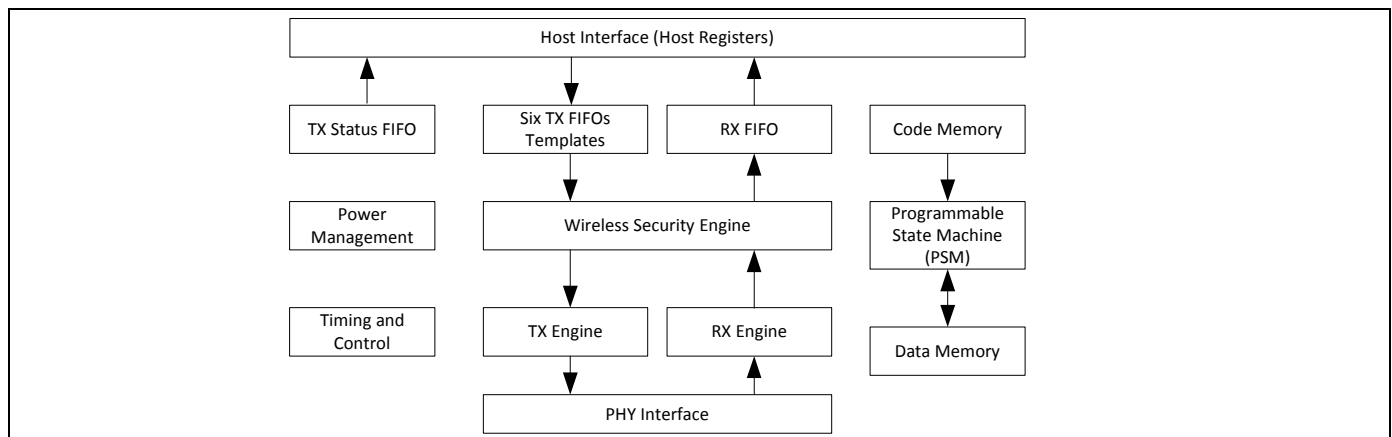 Host Interface (Host Registers)
TX Status FIFO
Six TX FIFOs
Templates
RX FIFO
Code Memory
Power
Management
Wireless Security Engine
Programmable
State Machine
(PSM)
Timing and
Control
TX Engine
RX Engine
Data Memory
PHY Interface